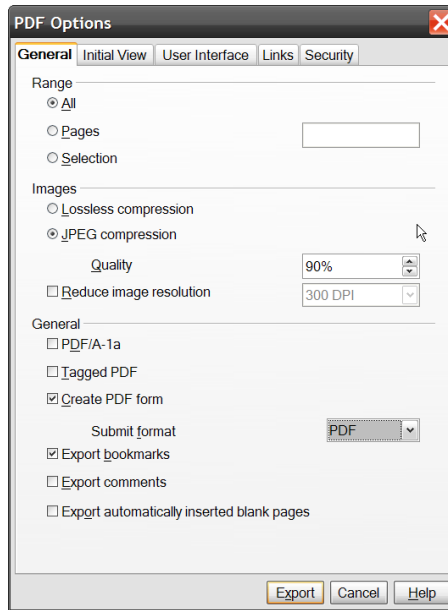 PDF Options
General Initial View User Interface Links Security
Range
All
Pages
Selection
Images
Lossless compression
JPEG compression
Quality 90%
Reduce image resolution 300 DPI
General
PDF/A-1a
Tagged PDF
Create PDF form
Submit format PDF
Export bookmarks
Export comments
Export automatically inserted blank pages
Export Cancel Help